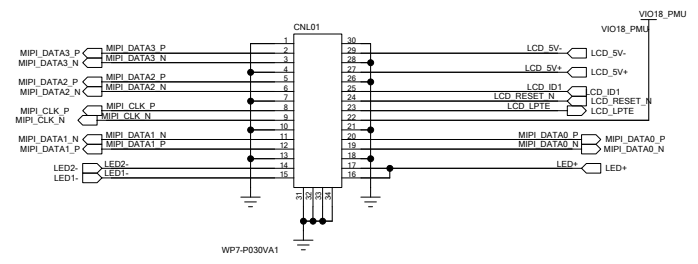 VIO18_PMU
VIO18_PMU
CNL01
1 30
MIPI_DATA3_P MIPI_DATA3_P 2 29 LCD_5V- LCD_5V-
MIPI_DATA3_N MIPI_DATA3_N 3 28
4 27 LCD_5V+ LCD_5V+
MIPI_DATA2_P MIPI_DATA2_P 5 26
MIPI_DATA2_N MIPI_DATA2_N 6 25 LCD_ID1 LCD_ID1
7 24 LCD_RESET_N LCD_RESET_N
MIPI_CLK_P MIPI_CLK_P 8 23 LCD_LPTE LCD_LPTE
MIPI_CLK_N MIPI_CLK_N 9 22
10 21
MIPI_DATA1_N MIPI_DATA1_N 11 20 MIPI_DATA0_P MIPI_DATA0_P
MIPI_DATA1_P MIPI_DATA1_P 12 19 MIPI_DATA0_N MIPI_DATA0_N
13 18
LED2- LED2- 14 17 LED+ LED+
LED1- LED1- 15 16
31 32 33 34
WP7-P030VA1